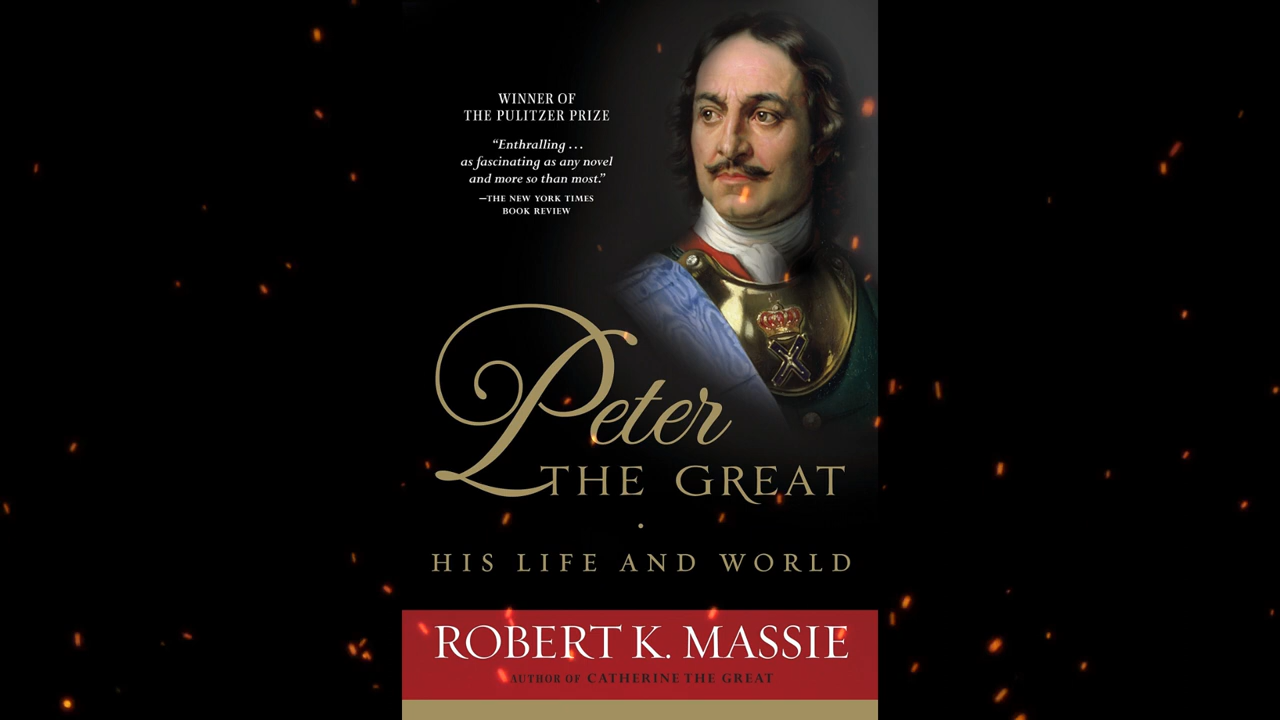 WINNER OF
THE PULITZER PRIZE
“Enthralling . . .
as fascinating as any novel
and more so than most.”
—THE NEW YORK TIMES
BOOK REVIEW
Peter
THE GREAT
HIS LIFE AND WORLD
ROBERT K. MASSIE
AUTHOR OF CATHERINE THE GREAT